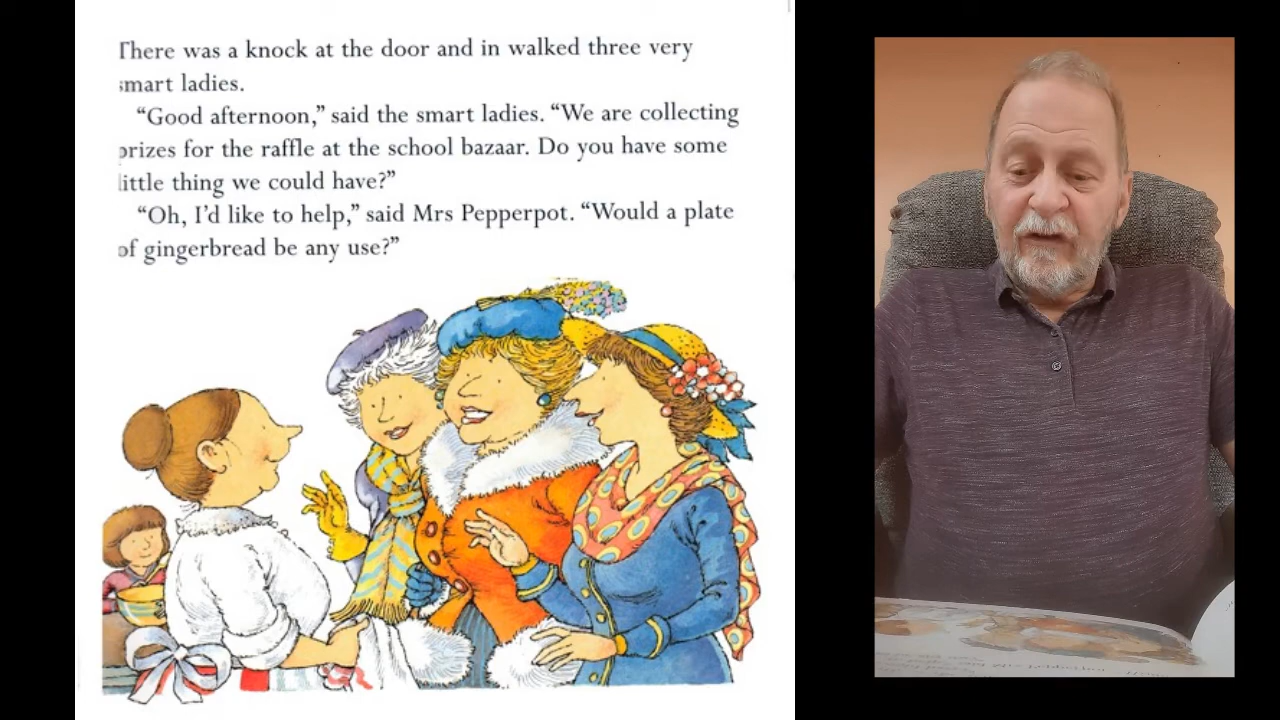 There was a knock at the door and in walked three very
smart ladies.
“Good afternoon,” said the smart ladies. “We are collecting
prizes for the raffle at the school bazaar. Do you have some
little thing we could have?”
“Oh, I’d like to help,” said Mrs Pepperpot. “Would a plate
of gingerbread be any use?”